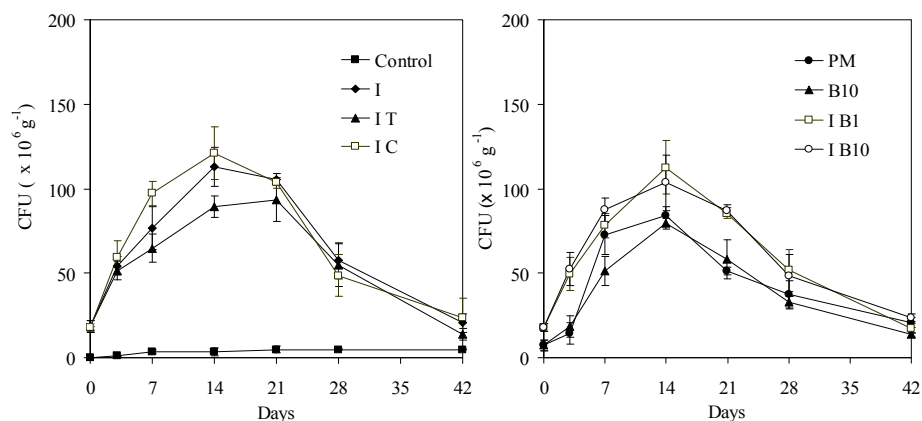 200
150
100
50
0
CFU ( x 10⁶ g⁻¹)
0 7 14 21 28 35 42
Days
Control
I
I T
I C
200
150
100
50
0
CFU (x 10⁶ g⁻¹)
0 7 14 21 28 35 42
Days
PM
B10
I B1
I B10